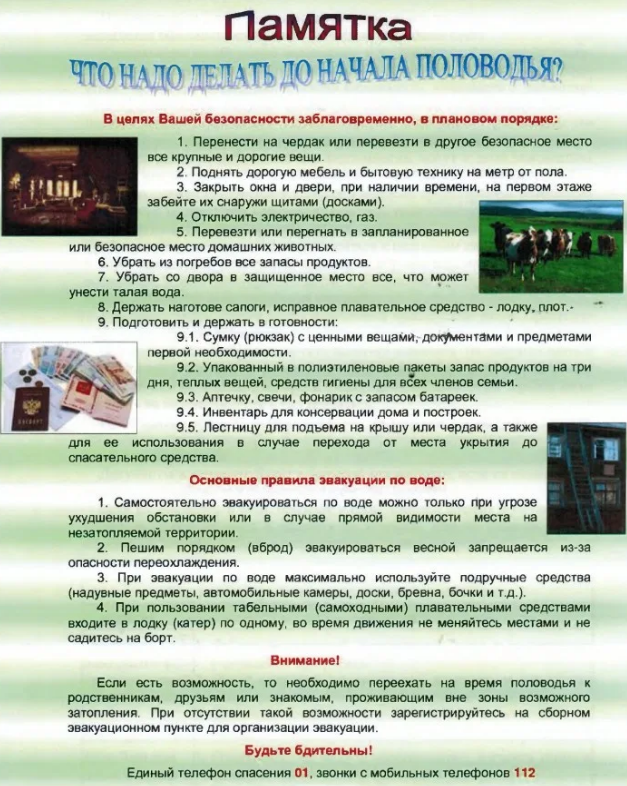 Памятка
ЧТО НАДО ДЕЛАТЬ ДО НАЧАЛА ПОЛОВОДЬЯ?
В целях Вашей безопасности заблаговременно, в плановом порядке:
1. Перенести на чердак или перевезти в другое безопасное место
все крупные и дорогие вещи.
2. Поднять дорогую мебель и бытовую технику на метр от пола.
3. Закрыть окна и двери, при наличии времени, на первом этаже
забейте их снаружи щитами (досками).
4. Отключить электричество, газ.
5. Перевезти или перегнать в запланированное
или безопасное место домашних животных.
6. Убрать из погребов все запасы продуктов.
7. Убрать со двора в защищенное место все, что может
унести талая вода.
8. Держать наготове сапоги, исправное плавательное средство - лодку, плот.
9. Подготовить и держать в готовности:
9.1. Сумку (рюкзак) с ценными вещами, документами и предметами
первой необходимости.
9.2. Упакованный в полиэтиленовые пакеты запас продуктов на три
дня, теплых вещей, средств гигиены для всех членов семьи.
9.3. Аптечку, свечи, фонарик с запасом батареек.
9.4. Инвентарь для консервации дома и построек.
9.5. Лестницу для подъема на крышу или чердак, а также
для ее использования в случае перехода от места укрытия до
спасательного средства.
Основные правила эвакуации по воде:
1. Самостоятельно эвакуироваться по воде можно только при угрозе
ухудшения обстановки или в случае прямой видимости места на
незатопляемой территории.
2. Пешим порядком (вброд) эвакуироваться весной запрещается из-за
опасности переохлаждения.
3. При эвакуации по воде максимально используйте подручные средства
(надувные предметы, автомобильные камеры, доски, бревна, бочки и т.д.).
4. При пользовании табельными (самоходными) плавательными средствами
входите в лодку (катер) по одному, во время движения не меняйтесь местами и не
садитесь на борт.
Внимание!
Если есть возможность, то необходимо переехать на время половодья к
родственникам, друзьям или знакомым, проживающим вне зоны возможного
затопления. При отсутствии такой возможности зарегистрируйтесь на сборном
эвакуационном пункте для организации эвакуации.
Будьте бдительны!
Единый телефон спасения 01, звонки с мобильных телефонов 112